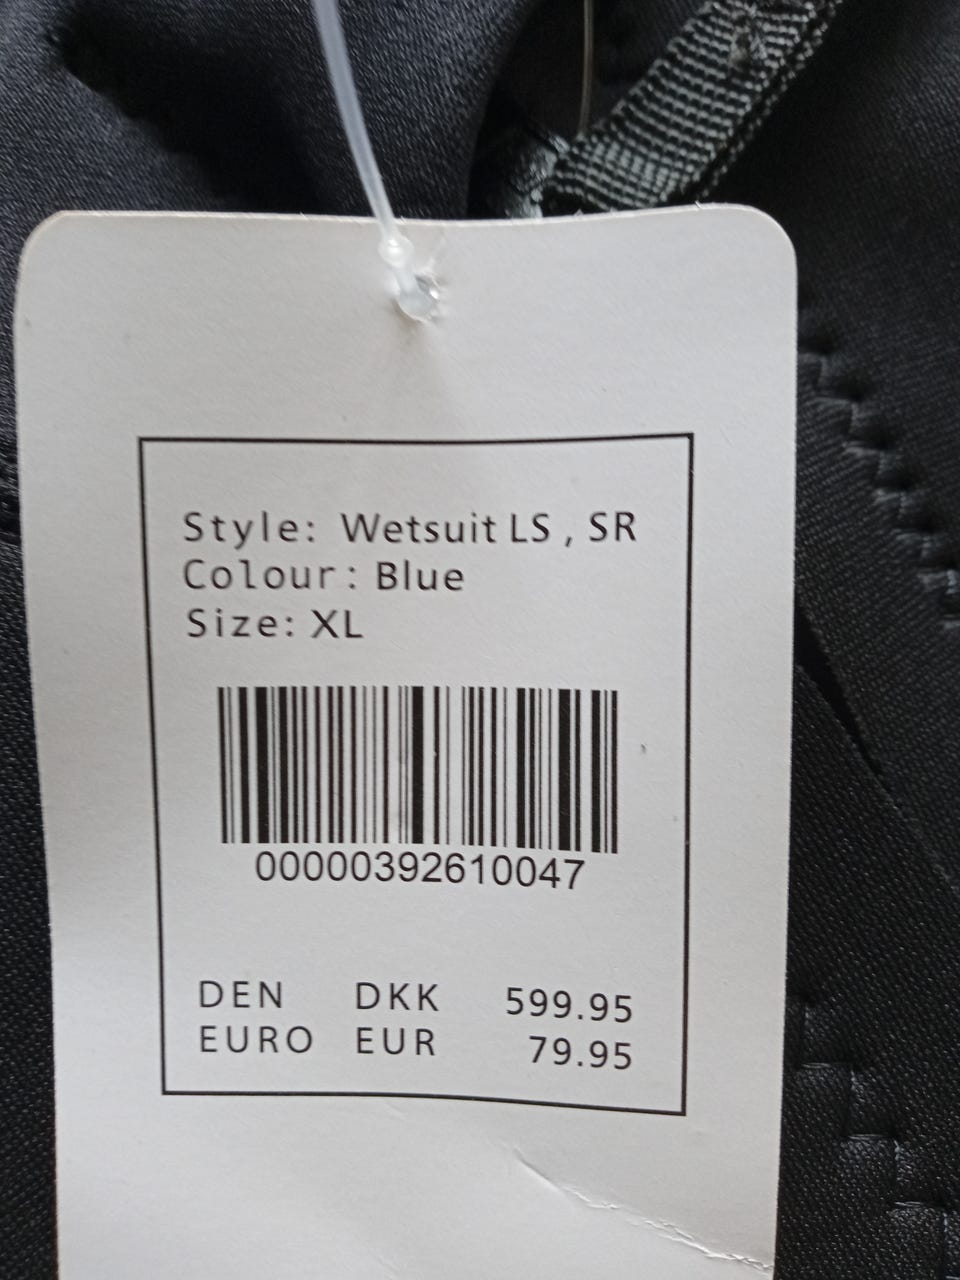 Style: Wetsuit LS , SR
Colour: Blue
Size: XL
00000392610047
DEN DKK 599.95
EURO EUR 79.95